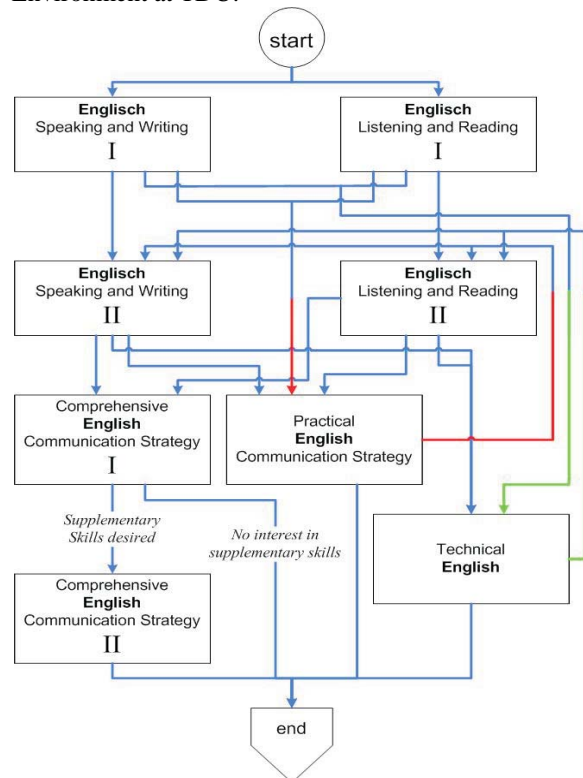 Environment at TDU.
start
Englisch
Speaking and Writing
I
Englisch
Listening and Reading
I
Englisch
Speaking and Writing
II
Englisch
Listening and Reading
II
Comprehensive
English
Communication Strategy
I
Practical
English
Communication Strategy
Supplementary
Skills desired
No interest in
supplementary skills
Technical
English
Comprehensive
English
Communication Strategy
II
end